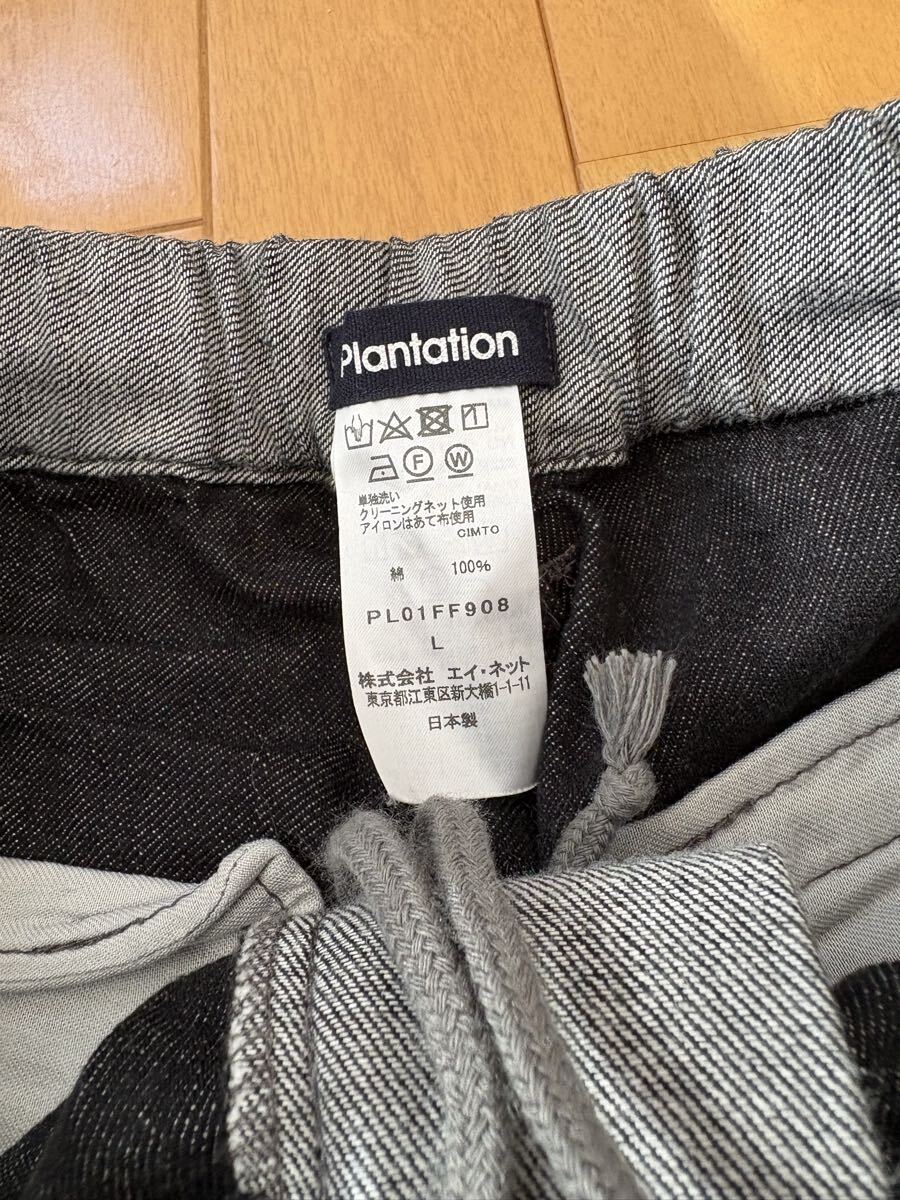 Plantation
1
F W
単独洗い
クリーニングネット使用
アイロンはあて布使用
CIMTO
綿 100%
PL01FF908
L
株式会社 エイ・ネット
東京都江東区新大橋1-1-11
日本製